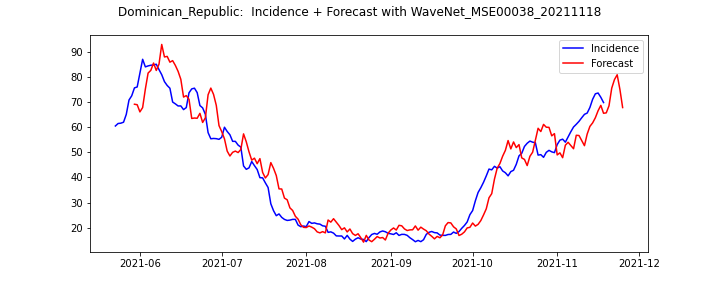 Dominican_Republic:  Incidence + Forecast with WaveNet_MSE00038_20211118
Incidence
Forecast
90
80
70
60
50
40
30
20
2021-06 2021-07 2021-08 2021-09 2021-10 2021-11 2021-12